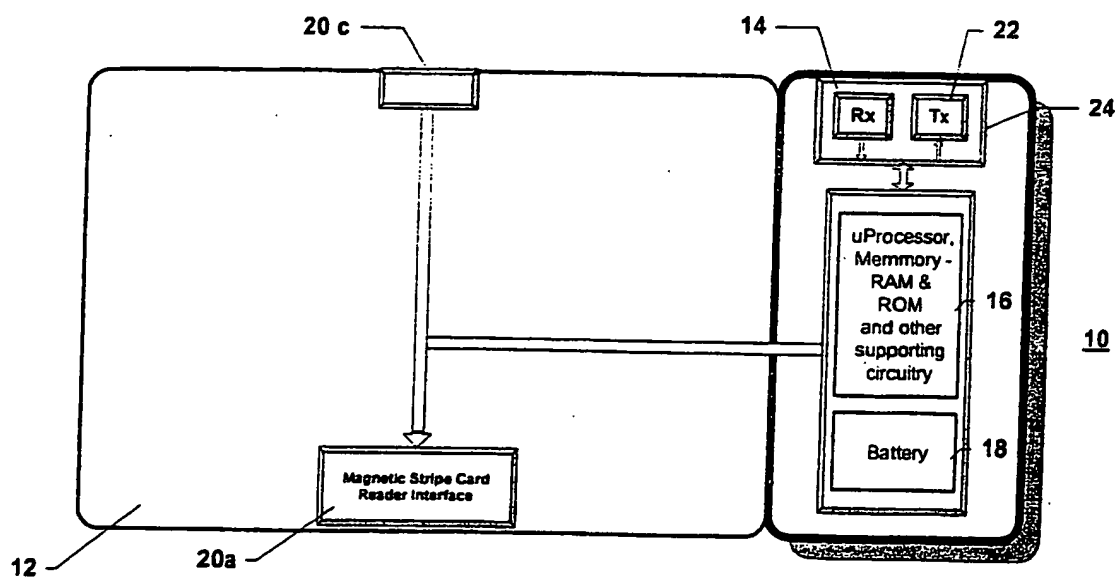 20 c
14
22
Rx
Tx
24
uProcessor,
Memmory -
RAM &
ROM
and other
supporting
circuitry
16
10
Battery
18
Magnetic Stripe Card
Reader Interface
12
20a